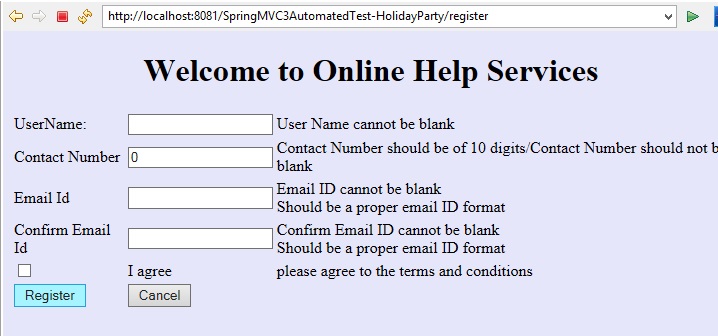 http://localhost:8081/SpringMVC3AutomatedTest-HolidayParty/register
Welcome to Online Help Services
UserName: User Name cannot be blank
Contact Number 0 Contact Number should be of 10 digits/Contact Number should not b
blank
Email Id Email ID cannot be blank
Should be a proper email ID format
Confirm Email Confirm Email ID cannot be blank
Id Should be a proper email ID format
I agree please agree to the terms and conditions
Register Cancel